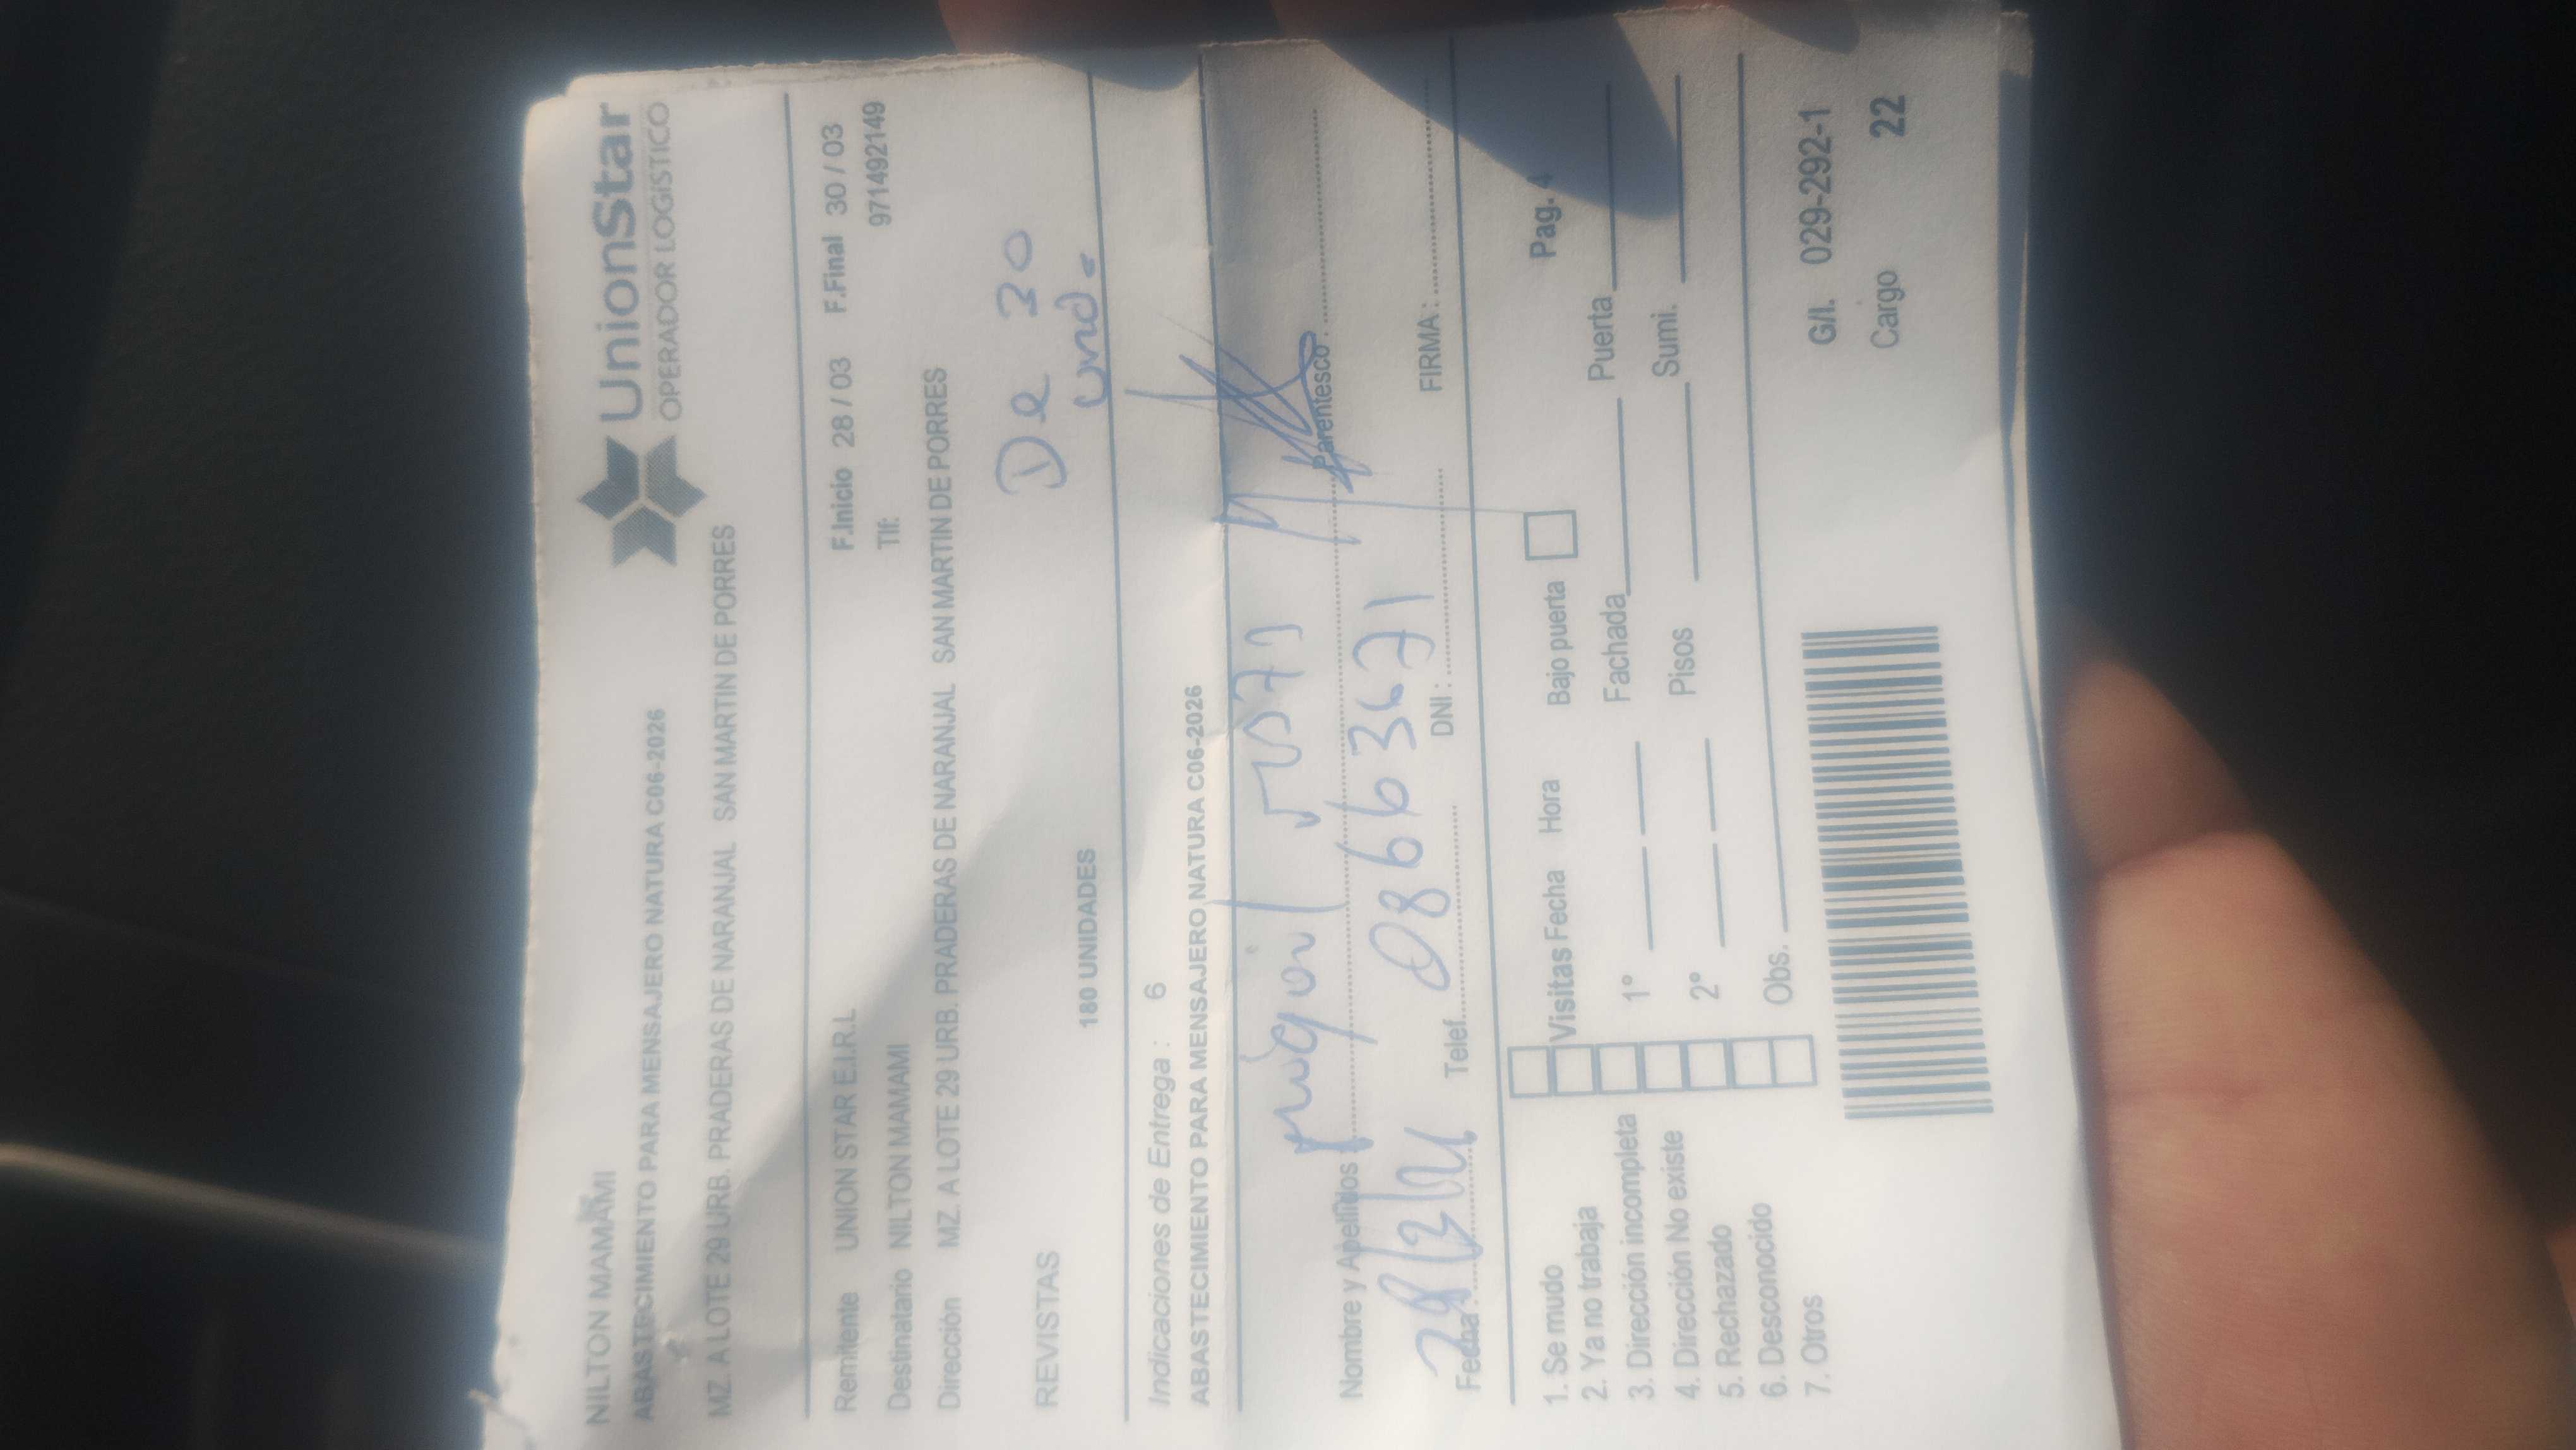 NILTON MAMAMI
ABASTECIMIENTO PARA MENSAJERO NATURA C06-2026
UnionStar
OPERADOR LOGÍSTICO
MZ. A LOTE 29 URB. PRADERAS DE NARANJAL SAN MARTIN DE PORRES
Remitente UNION STAR E.I.R.L F.Inicio 28 / 03 F.Final 30 / 03
Destinatario NILTON MAMAMI Tlf: 971492149
Dirección MZ. A LOTE 29 URB. PRADERAS DE NARANJAL SAN MARTIN DE PORRES
REVISTAS
De 30
und.
180 UNIDADES
Indicaciones de Entrega : 6
ABASTECIMIENTO PARA MENSAJERO NATURA C06-2026
Nombre y Apellidos Parentesco
08663671
Fecha : Telef. DNI : FIRMA :
1. Se mudo Visitas Fecha Hora Bajo puerta Pag. 4
2. Ya no trabaja
3. Dirección incompleta 1° Fachada Puerta
4. Dirección No existe 2° Pisos Sumi.
5. Rechazado
6. Desconocido Obs.
7. Otros
G/I. 029-292-1
Cargo 22